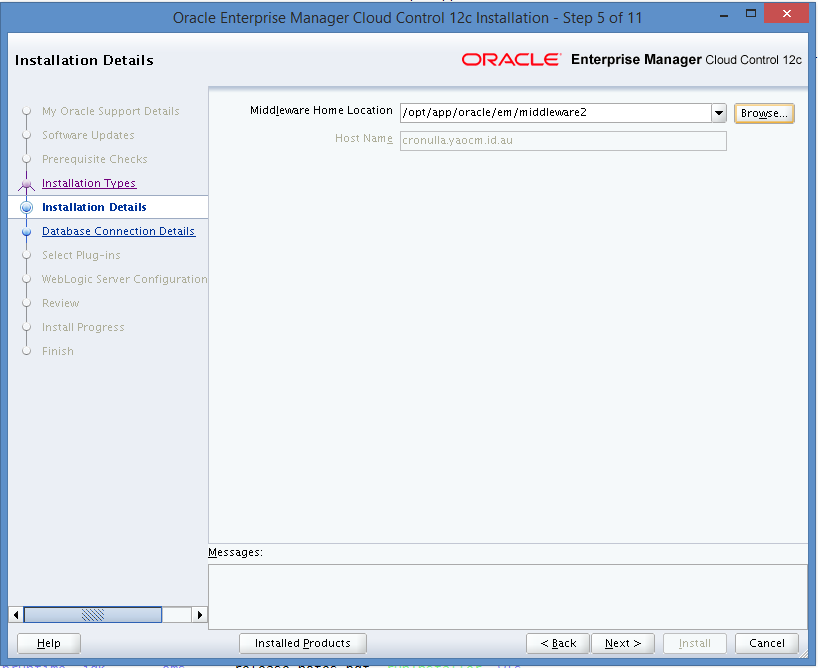 Oracle Enterprise Manager Cloud Control 12c Installation - Step 5 of 11
Installation Details
ORACLE Enterprise Manager Cloud Control 12c
My Oracle Support Details
Software Updates
Prerequisite Checks
Installation Types
Installation Details
Database Connection Details
Select Plug-ins
WebLogic Server Configuration
Review
Install Progress
Finish
Middleware Home Location /opt/app/oracle/em/middleware2 Browse...
Host Name cronulla.yaocm.id.au
Messages:
Help Installed Products < Back Next > Install Cancel